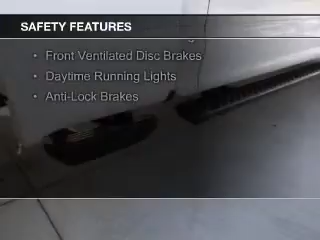 SAFETY FEATURES
• Front Ventilated Disc Brakes
• Daytime Running Lights
• Anti-Lock Brakes